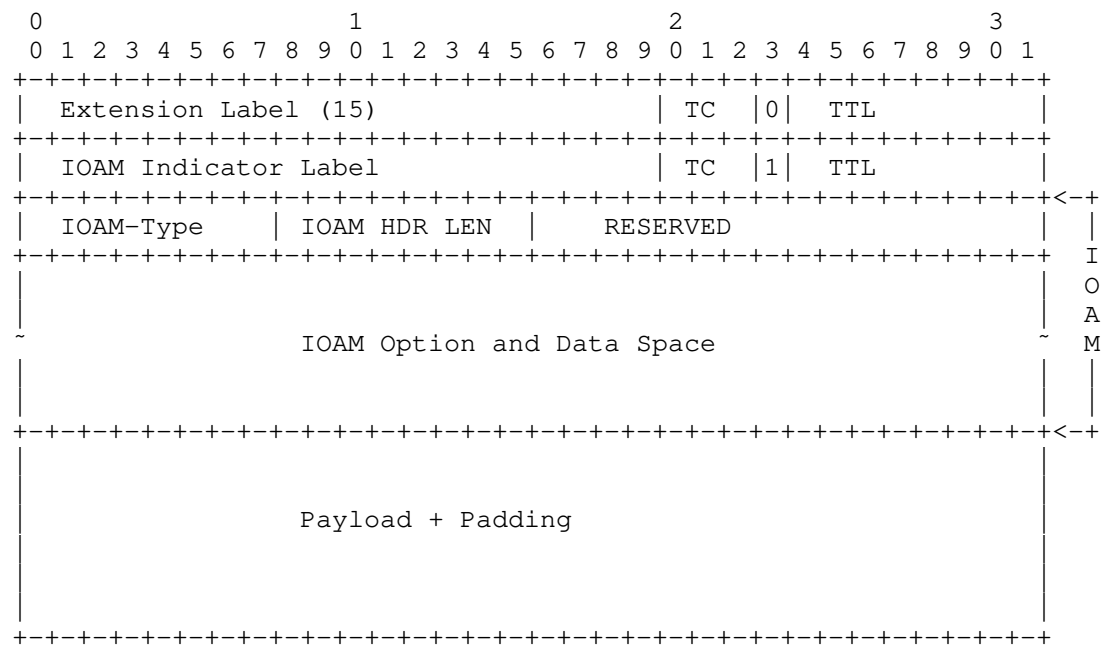 0                   1                   2                   3
0 1 2 3 4 5 6 7 8 9 0 1 2 3 4 5 6 7 8 9 0 1 2 3 4 5 6 7 8 9 0 1
+-+-+-+-+-+-+-+-+-+-+-+-+-+-+-+-+-+-+-+-+-+-+-+-+-+-+-+-+-+-+-+-+
| Extension Label (15) | TC |0| TTL |
+-+-+-+-+-+-+-+-+-+-+-+-+-+-+-+-+-+-+-+-+-+-+-+-+-+-+-+-+-+-+-+-+
| IOAM Indicator Label | TC |1| TTL |
+-+-+-+-+-+-+-+-+-+-+-+-+-+-+-+-+-+-+-+-+-+-+-+-+-+-+-+-+-+-+-+-+<-+
| IOAM-Type | IOAM HDR LEN | RESERVED | |
+-+-+-+-+-+-+-+-+-+-+-+-+-+-+-+-+-+-+-+-+-+-+-+-+-+-+-+-+-+-+-+-+ I
| | O
| | A
~ IOAM Option and Data Space ~ M
| | |
| | |
+-+-+-+-+-+-+-+-+-+-+-+-+-+-+-+-+-+-+-+-+-+-+-+-+-+-+-+-+-+-+-+-+<-+
| |
| |
| Payload + Padding |
| |
| |
| |
+-+-+-+-+-+-+-+-+-+-+-+-+-+-+-+-+-+-+-+-+-+-+-+-+-+-+-+-+-+-+-+-+